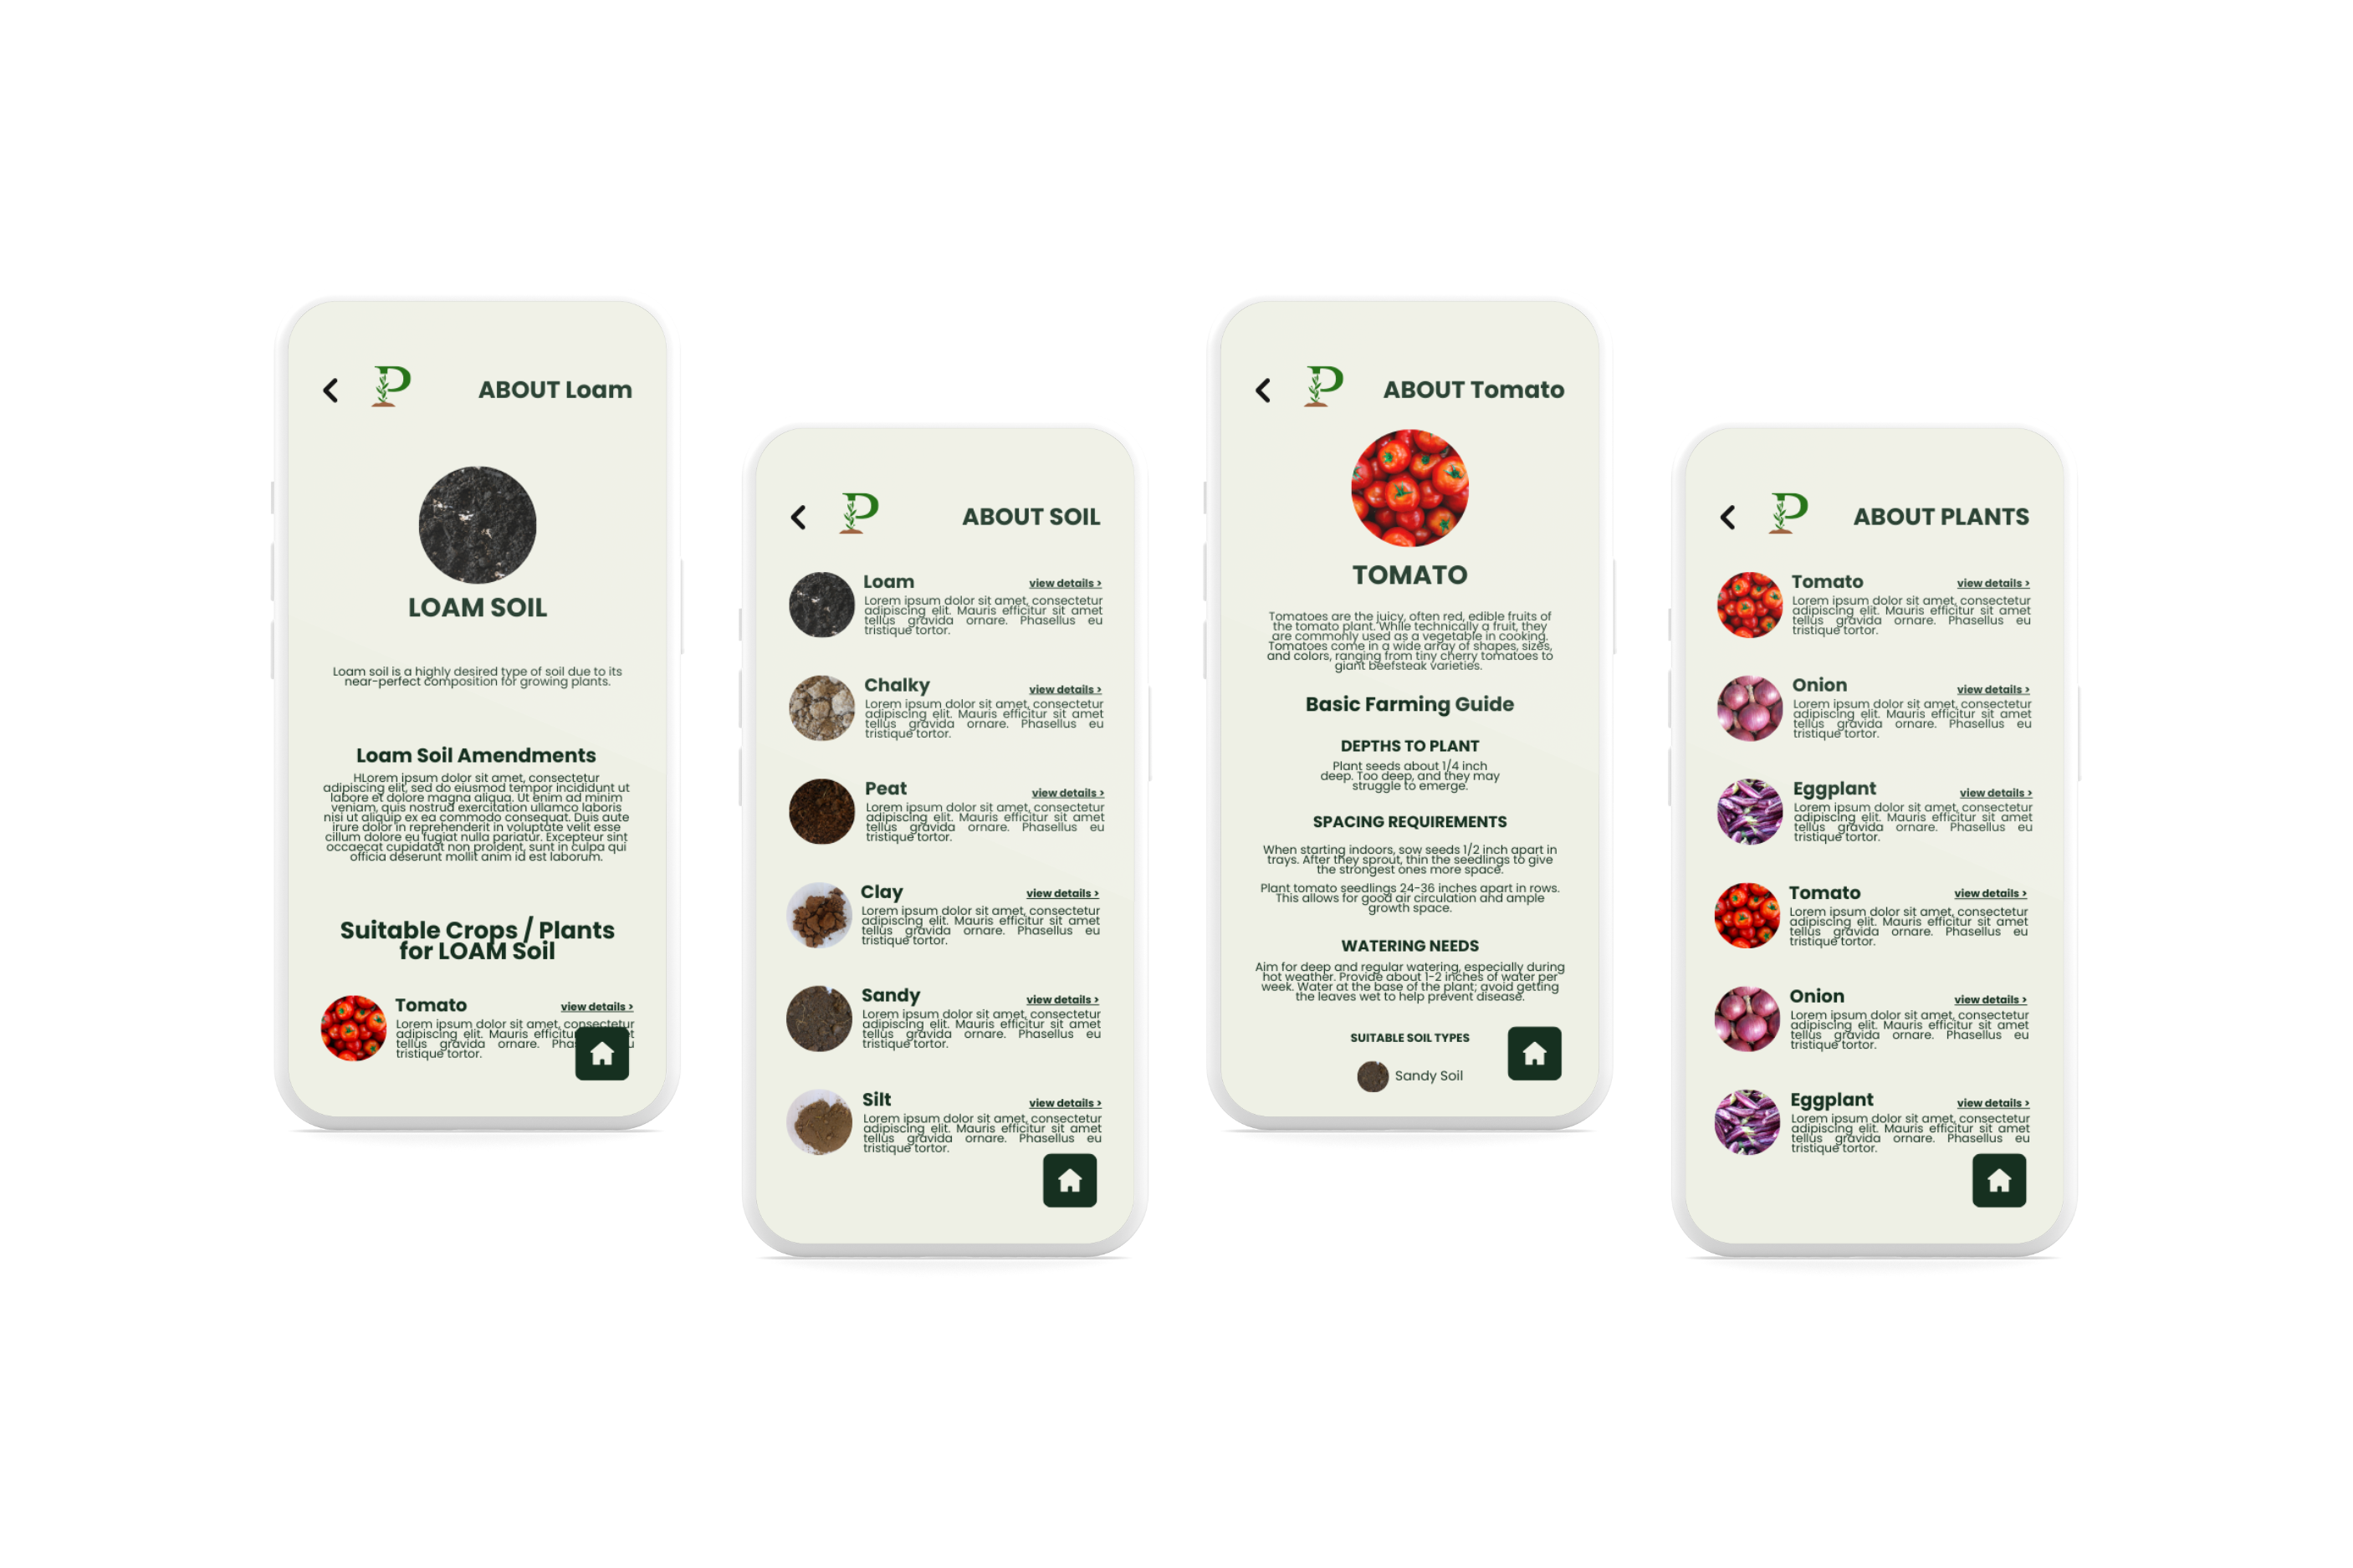 P
ABOUT Loam
LOAM SOIL
Loam soil is a highly desired type of soil due to its
near-perfect composition for growing plants.
Loam Soil Amendments
HLorem ipsum dolor sit amet, consectetur
adipiscing elit, sed do eiusmod tempor incididunt ut
labore et dolore magna aliqua. Ut enim ad minim
veniam, quis nostrud exercitation ullamco laboris
nisi ut aliquip ex ea commodo consequat. Duis aute
irure dolor in reprehenderit in voluptate velit esse
cillum dolore eu fugiat nulla pariatur. Excepteur sint
occaecat cupidatat non proident, sunt in culpa qui
officia deserunt mollit anim id est laborum.
Suitable Crops / Plants
for LOAM Soil
Tomato
view details >
Lorem ipsum dolor sit amet, consectetur
adipiscing elit. Mauris efficitur
tellus gravida ornare.
tristique tortor.
P
ABOUT SOIL
Loam
view details >
Lorem ipsum dolor sit amet, consectetur
adipiscing elit. Mauris efficitur sit amet
tellus gravida ornare. Phasellus eu
tristique tortor.
Chalky
view details >
Lorem ipsum dolor sit amet, consectetur
adipiscing elit. Mauris efficitur sit amet
tellus gravida ornare. Phasellus eu
tristique tortor.
Peat
view details >
Lorem ipsum dolor sit amet, consectetur
adipiscing elit. Mauris efficitur sit amet
tellus gravida ornare. Phasellus eu
tristique tortor.
Clay
view details >
Lorem ipsum dolor sit amet, consectetur
adipiscing elit. Mauris efficitur sit amet
tellus gravida ornare. Phasellus eu
tristique tortor.
Sandy
view details >
Lorem ipsum dolor sit amet, consectetur
adipiscing elit. Mauris efficitur sit amet
tellus gravida ornare. Phasellus eu
tristique tortor.
Silt
view details >
Lorem ipsum dolor sit amet, consectetur
adipiscing elit. Mauris efficitur sit amet
tellus gravida ornare. Phasellus eu
tristique tortor.
P
ABOUT Tomato
TOMATO
Tomatoes are the juicy, often red, edible fruits of
the tomato plant. While technically a fruit, they
are commonly used as a vegetable in cooking.
Tomatoes come in a wide array of shapes, sizes,
and colors, ranging from tiny cherry tomatoes to
giant beefsteak varieties.
Basic Farming Guide
DEPTHS TO PLANT
Plant seeds about 1/4 inch
deep. Too deep, and they may
struggle to emerge.
SPACING REQUIREMENTS
When starting indoors, sow seeds 1/2 inch apart in
trays. After they sprout, thin the seedlings to give
the strongest ones more space.
Plant tomato seedlings 24-36 inches apart in rows.
This allows for good air circulation and ample
growth space.
WATERING NEEDS
Aim for deep and regular watering, especially during
hot weather. Provide about 1-2 inches of water per
week. Water at the base of the plant; avoid getting
the leaves wet to help prevent disease.
SUITABLE SOIL TYPES
Sandy Soil
P
ABOUT PLANTS
Tomato
view details >
Lorem ipsum dolor sit amet, consectetur
adipiscing elit. Mauris efficitur sit amet
tellus gravida ornare. Phasellus eu
tristique tortor.
Onion
view details >
Lorem ipsum dolor sit amet, consectetur
adipiscing elit. Mauris efficitur sit amet
tellus gravida ornare. Phasellus eu
tristique tortor.
Eggplant
view details >
Lorem ipsum dolor sit amet, consectetur
adipiscing elit. Mauris efficitur sit amet
tellus gravida ornare. Phasellus eu
tristique tortor.
Tomato
view details >
Lorem ipsum dolor sit amet, consectetur
adipiscing elit. Mauris efficitur sit amet
tellus gravida ornare. Phasellus eu
tristique tortor.
Onion
view details >
Lorem ipsum dolor sit amet, consectetur
adipiscing elit. Mauris efficitur sit amet
tellus gravida ornare. Phasellus eu
tristique tortor.
Eggplant
view details >
Lorem ipsum dolor sit amet, consectetur
adipiscing elit. Mauris efficitur sit amet
tellus gravida ornare. Phasellus eu
tristique tortor.